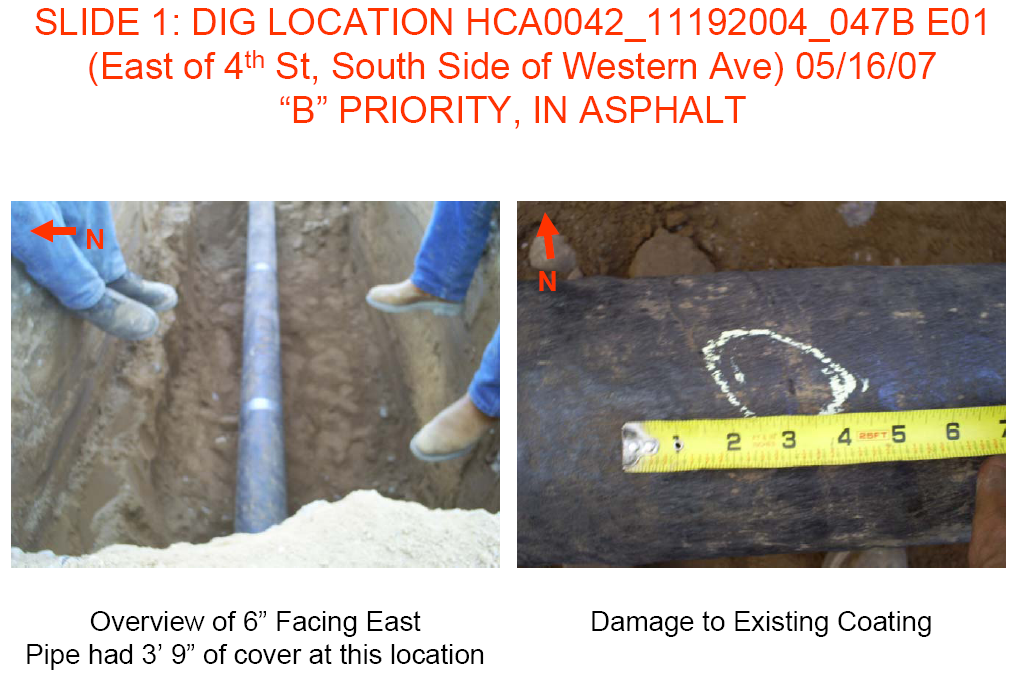 SLIDE 1: DIG LOCATION HCA0042_11192004_047B E01
(East of 4th St, South Side of Western Ave) 05/16/07
“B” PRIORITY, IN ASPHALT
N
N
1 2 3 4 25FT 5 6 7
Overview of 6” Facing East
Pipe had 3’ 9” of cover at this location
Damage to Existing Coating